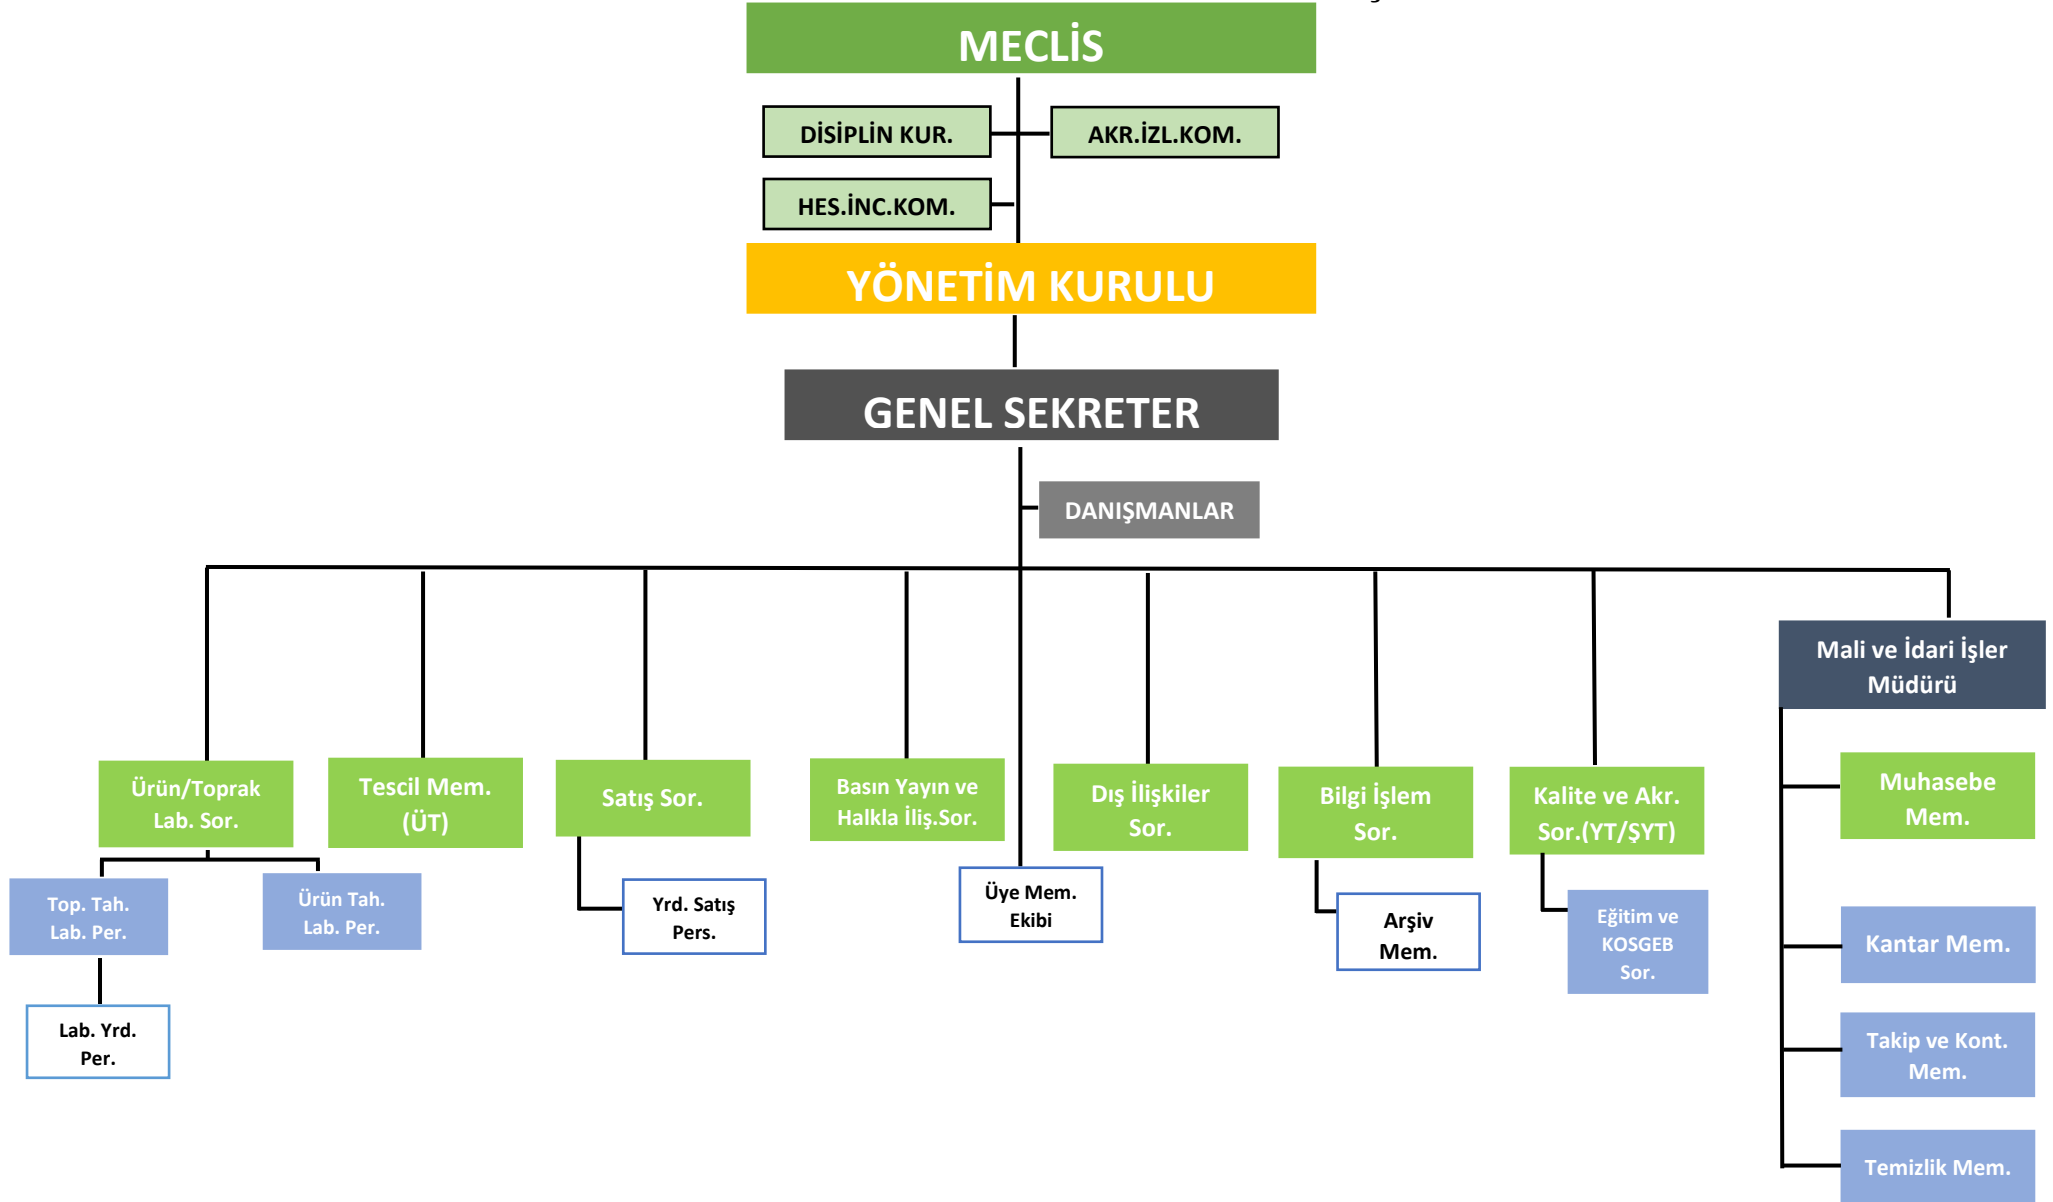 MECLİS
DİSİPLİN KUR.
AKR.İZL.KOM.
HES.İNC.KOM.
YÖNETİM KURULU
GENEL SEKRETER
DANIŞMANLAR
Mali ve İdari İşler
Müdürü
Ürün/Toprak
Lab. Sor.
Tescil Mem.
(ÜT)
Satış Sor.
Basın Yayın ve
Halkla İliş.Sor.
Dış İlişkiler
Sor.
Bilgi İşlem
Sor.
Kalite ve Akr.
Sor.(YT/ŞYT)
Muhasebe
Mem.
Top. Tah.
Lab. Per.
Ürün Tah.
Lab. Per.
Yrd. Satış
Pers.
Üye Mem.
Ekibi
Arşiv
Mem.
Eğitim ve
KOSGEB
Sor.
Kantar Mem.
Lab. Yrd.
Per.
Takip ve Kont.
Mem.
Temizlik Mem.